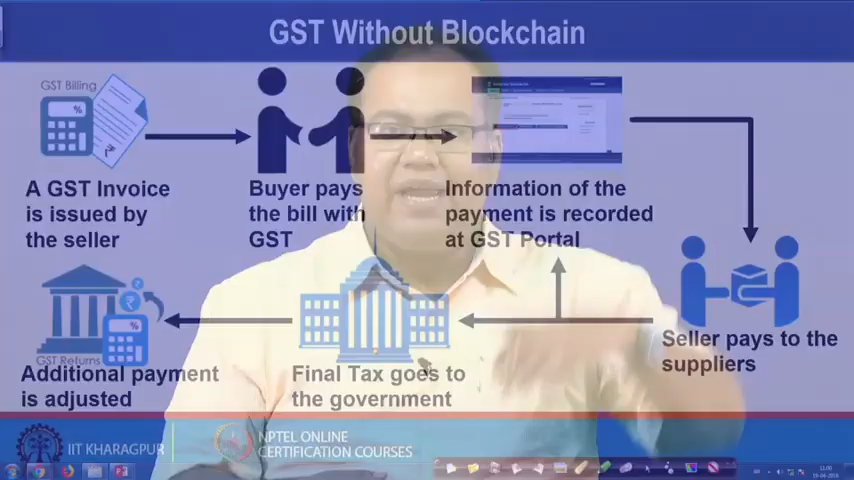 GST Without Blockchain
GST Billing
A GST Invoice
is issued by
the seller
Buyer pays
the bill with
GST
Information of the
payment is recorded
at GST Portal
Seller pays to the
suppliers
Final Tax goes to
the government
GST Returns
Additional payment
is adjusted
IIT KHARAGPUR
NPTEL ONLINE
CERTIFICATION COURSES
11:00